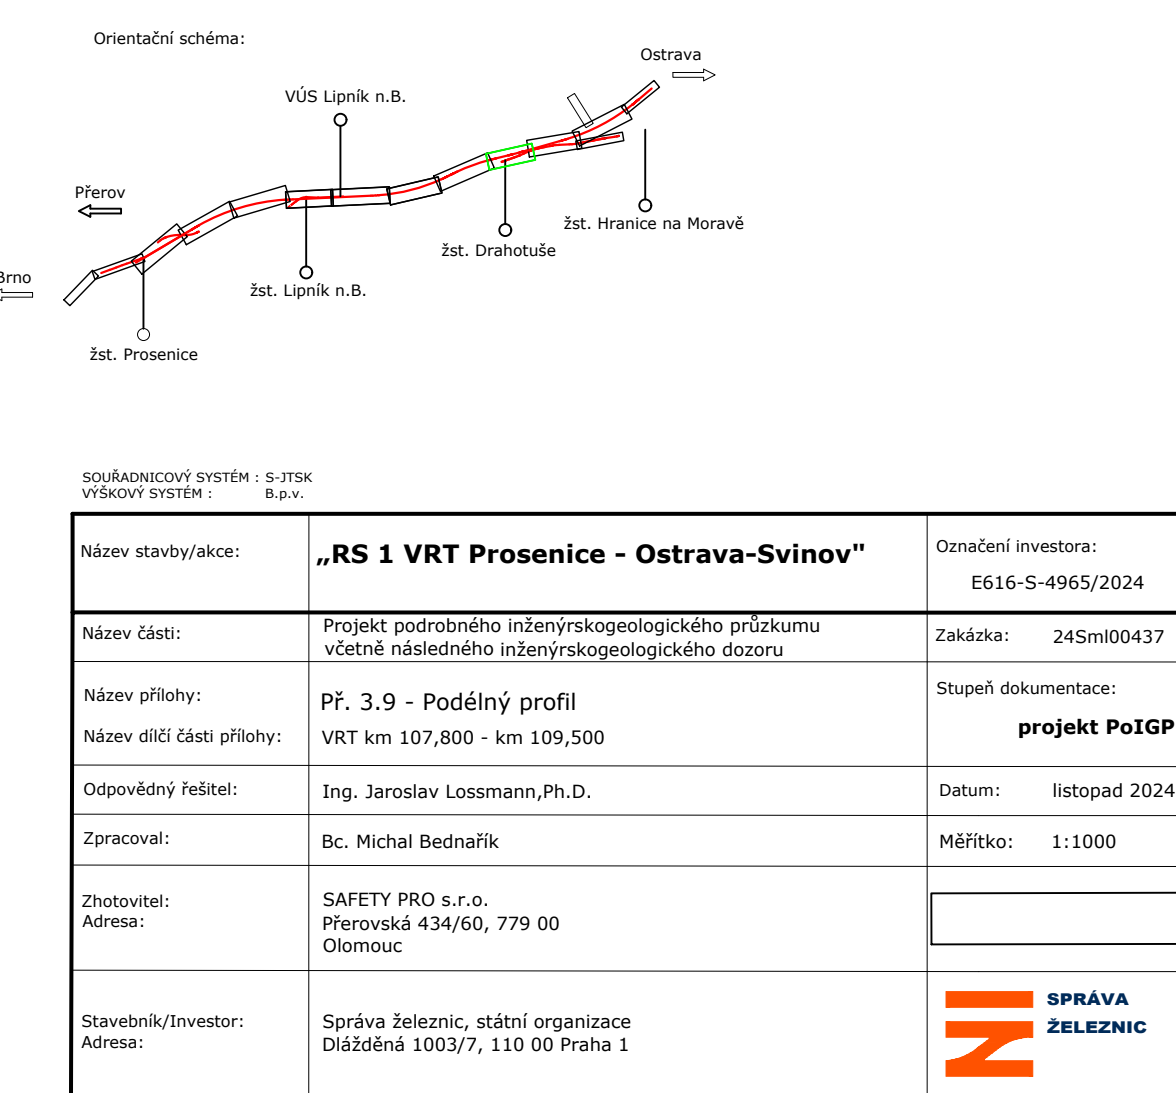 Orientační schéma:
Ostrava
VÚS Lipník n.B.
Přerov
žst. Hranice na Moravě
žst. Drahotuše
Brno
žst. Lipník n.B.
žst. Prosenice
SOUŘADNICOVÝ SYSTÉM : S-JTSK
VÝŠKOVÝ SYSTÉM : B.p.v.
Název stavby/akce: „RS 1 VRT Prosenice - Ostrava-Svinov"
Označení investora:
E616-S-4965/2024
Název části: Projekt podrobného inženýrskogeologického průzkumu
včetně následného inženýrskogeologického dozoru
Zakázka: 24Sml00437
Název přílohy: Př. 3.9 - Podélný profil
Název dílčí části přílohy: VRT km 107,800 - km 109,500
Stupeň dokumentace:
projekt PoIGP
Odpovědný řešitel: Ing. Jaroslav Lossmann,Ph.D.
Datum: listopad 2024
Zpracoval: Bc. Michal Bednařík
Měřítko: 1:1000
Zhotovitel: SAFETY PRO s.r.o.
Adresa: Přerovská 434/60, 779 00
Olomouc
Stavebník/Investor: Správa železnic, státní organizace
Adresa: Dlážděná 1003/7, 110 00 Praha 1
SPRÁVA
ŽELEZNIC